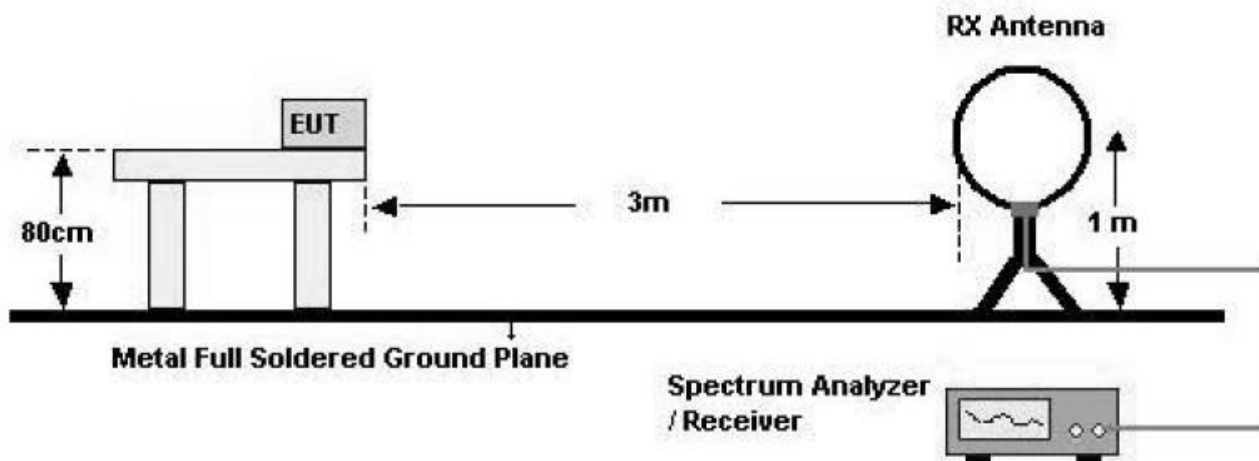 RX Antenna
EUT
80cm
3m
1 m
Metal Full Soldered Ground Plane
Spectrum Analyzer
/ Receiver